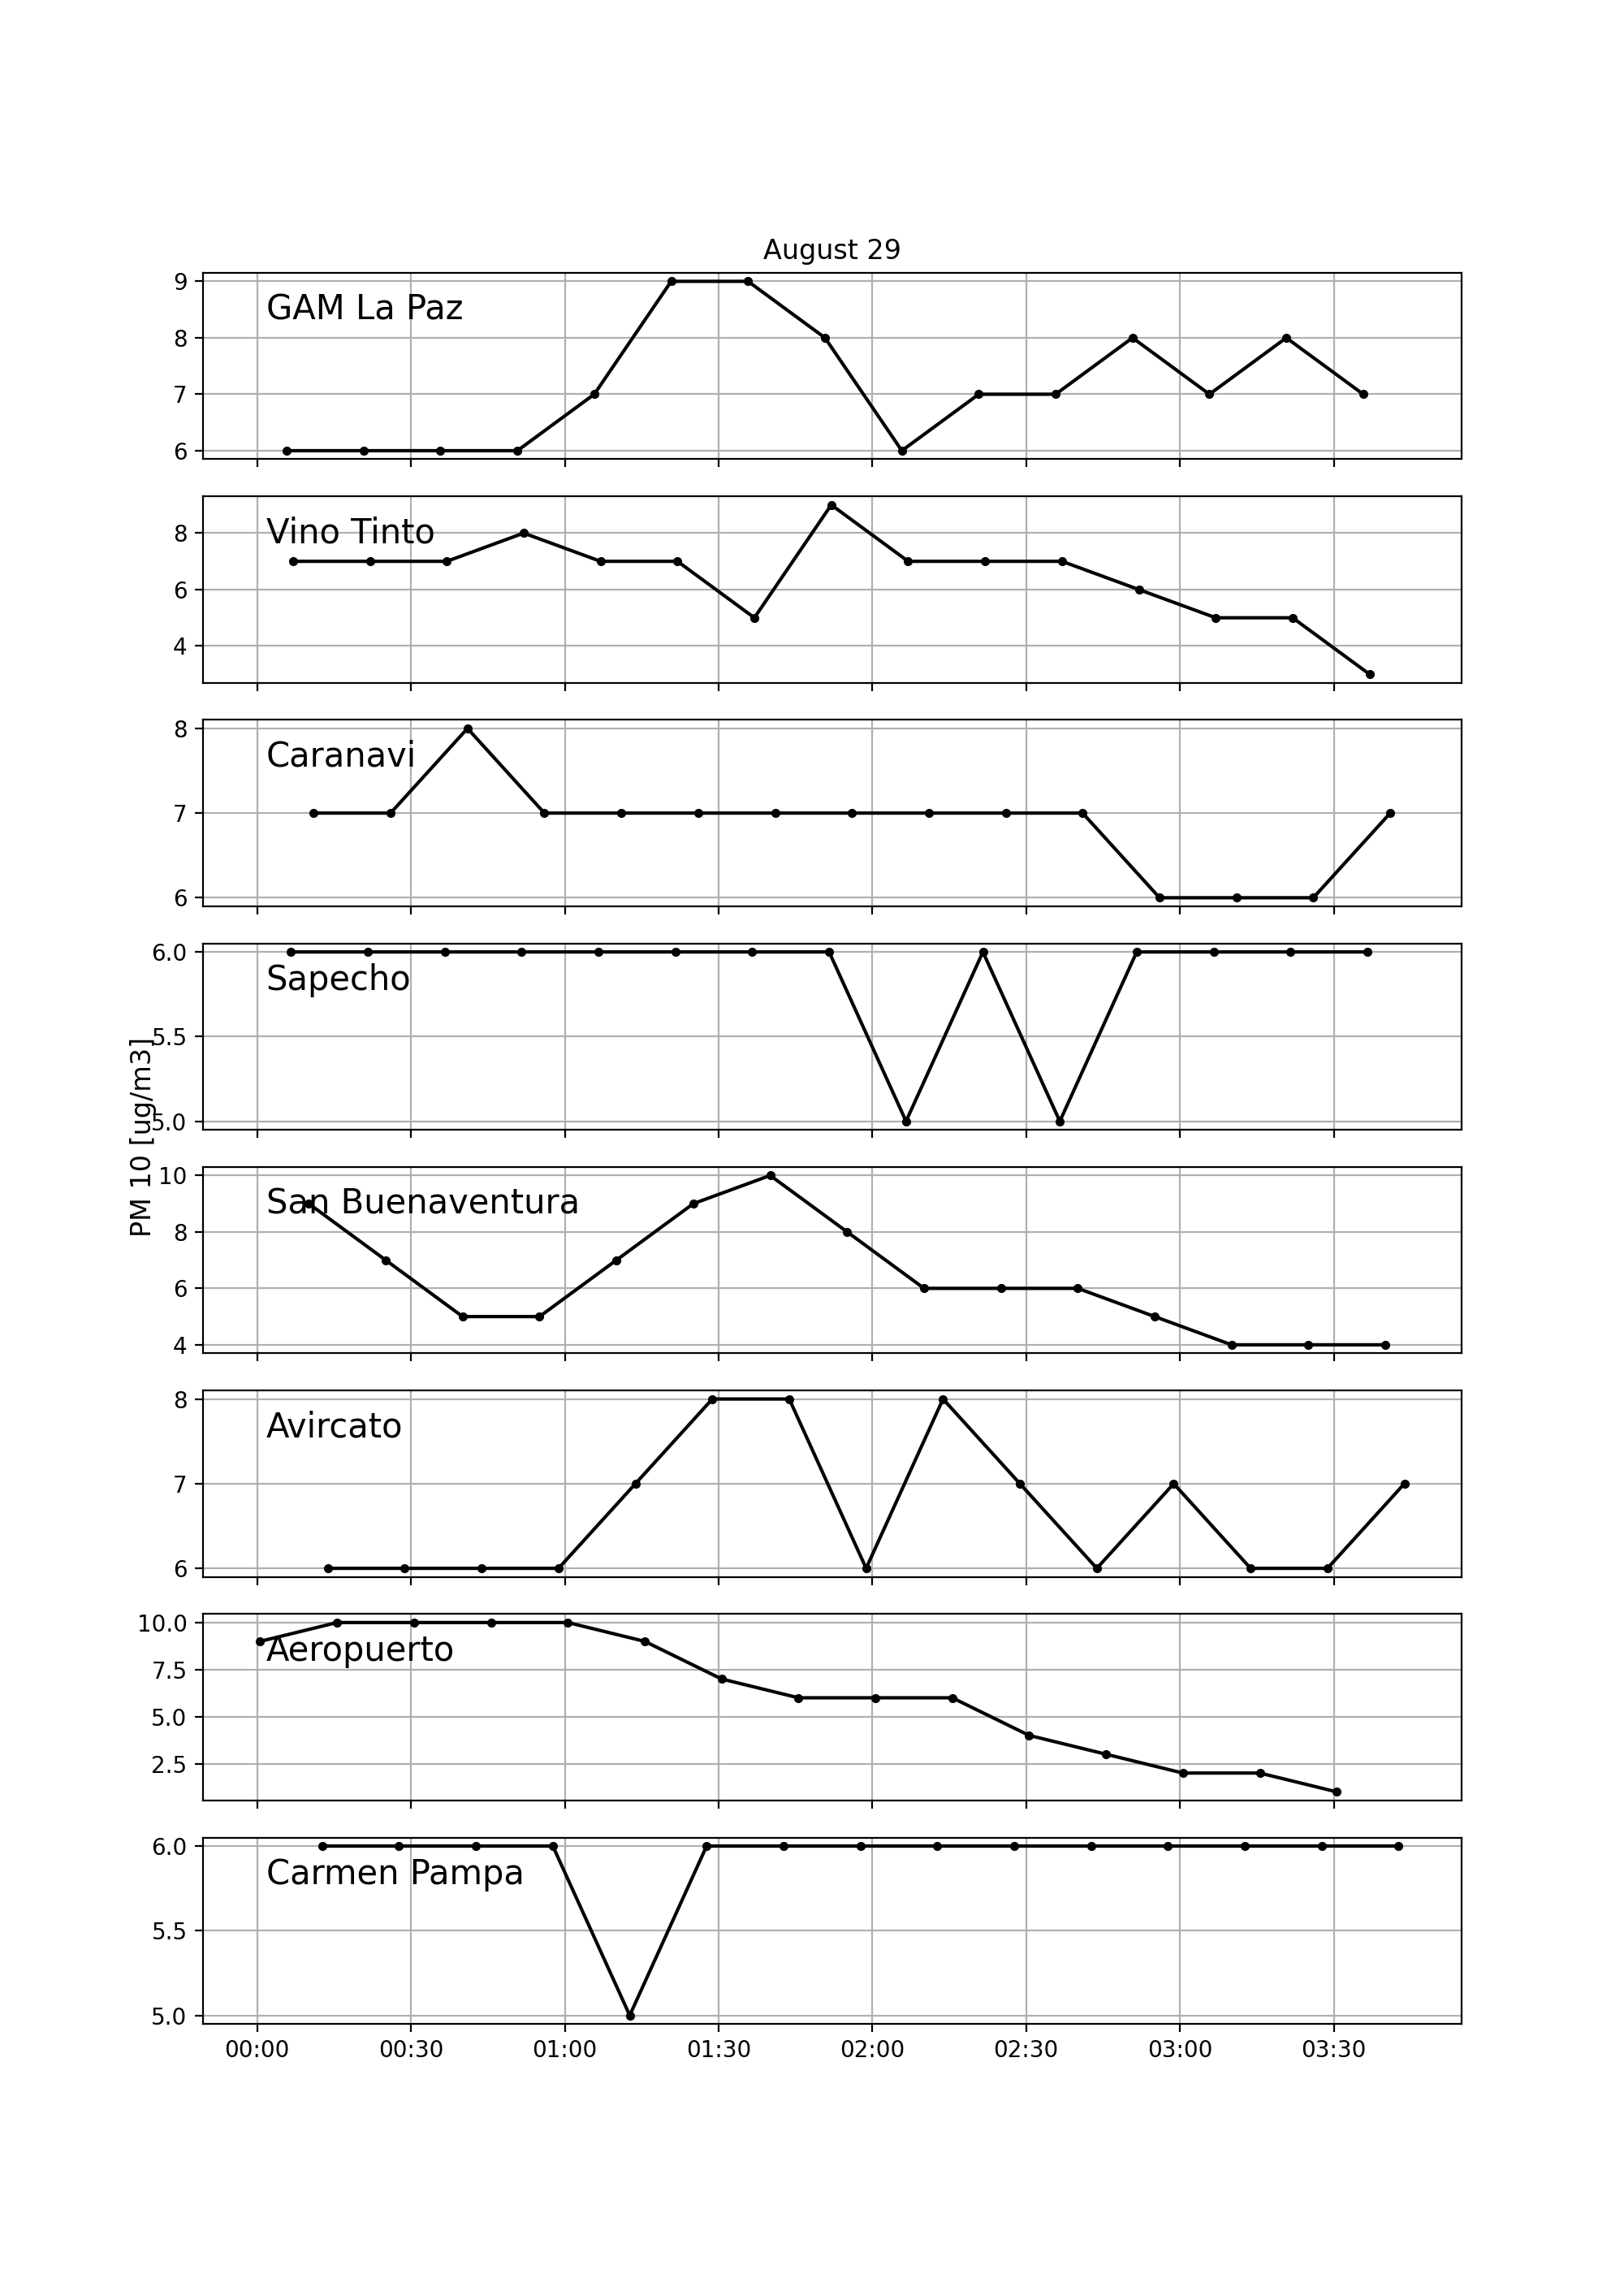 August 29
9
GAM La Paz
8
7
6
Vino Tinto
8
6
4
8
Caranavi
7
6
6.0
Sapecho
5.5
5.0
PM 10 [ug/m3]
10
San Buenaventura
8
6
4
8
Avircato
7
6
10.0
Aeropuerto
7.5
5.0
2.5
6.0
Carmen Pampa
5.5
5.0
00:00 00:30 01:00 01:30 02:00 02:30 03:00 03:30